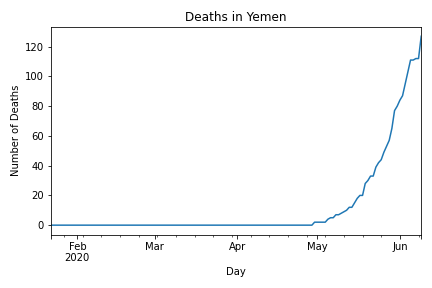 Deaths in Yemen
120
100
80
60
40
20
0
Number of Deaths
Feb
2020
Mar
Apr
May
Jun
Day